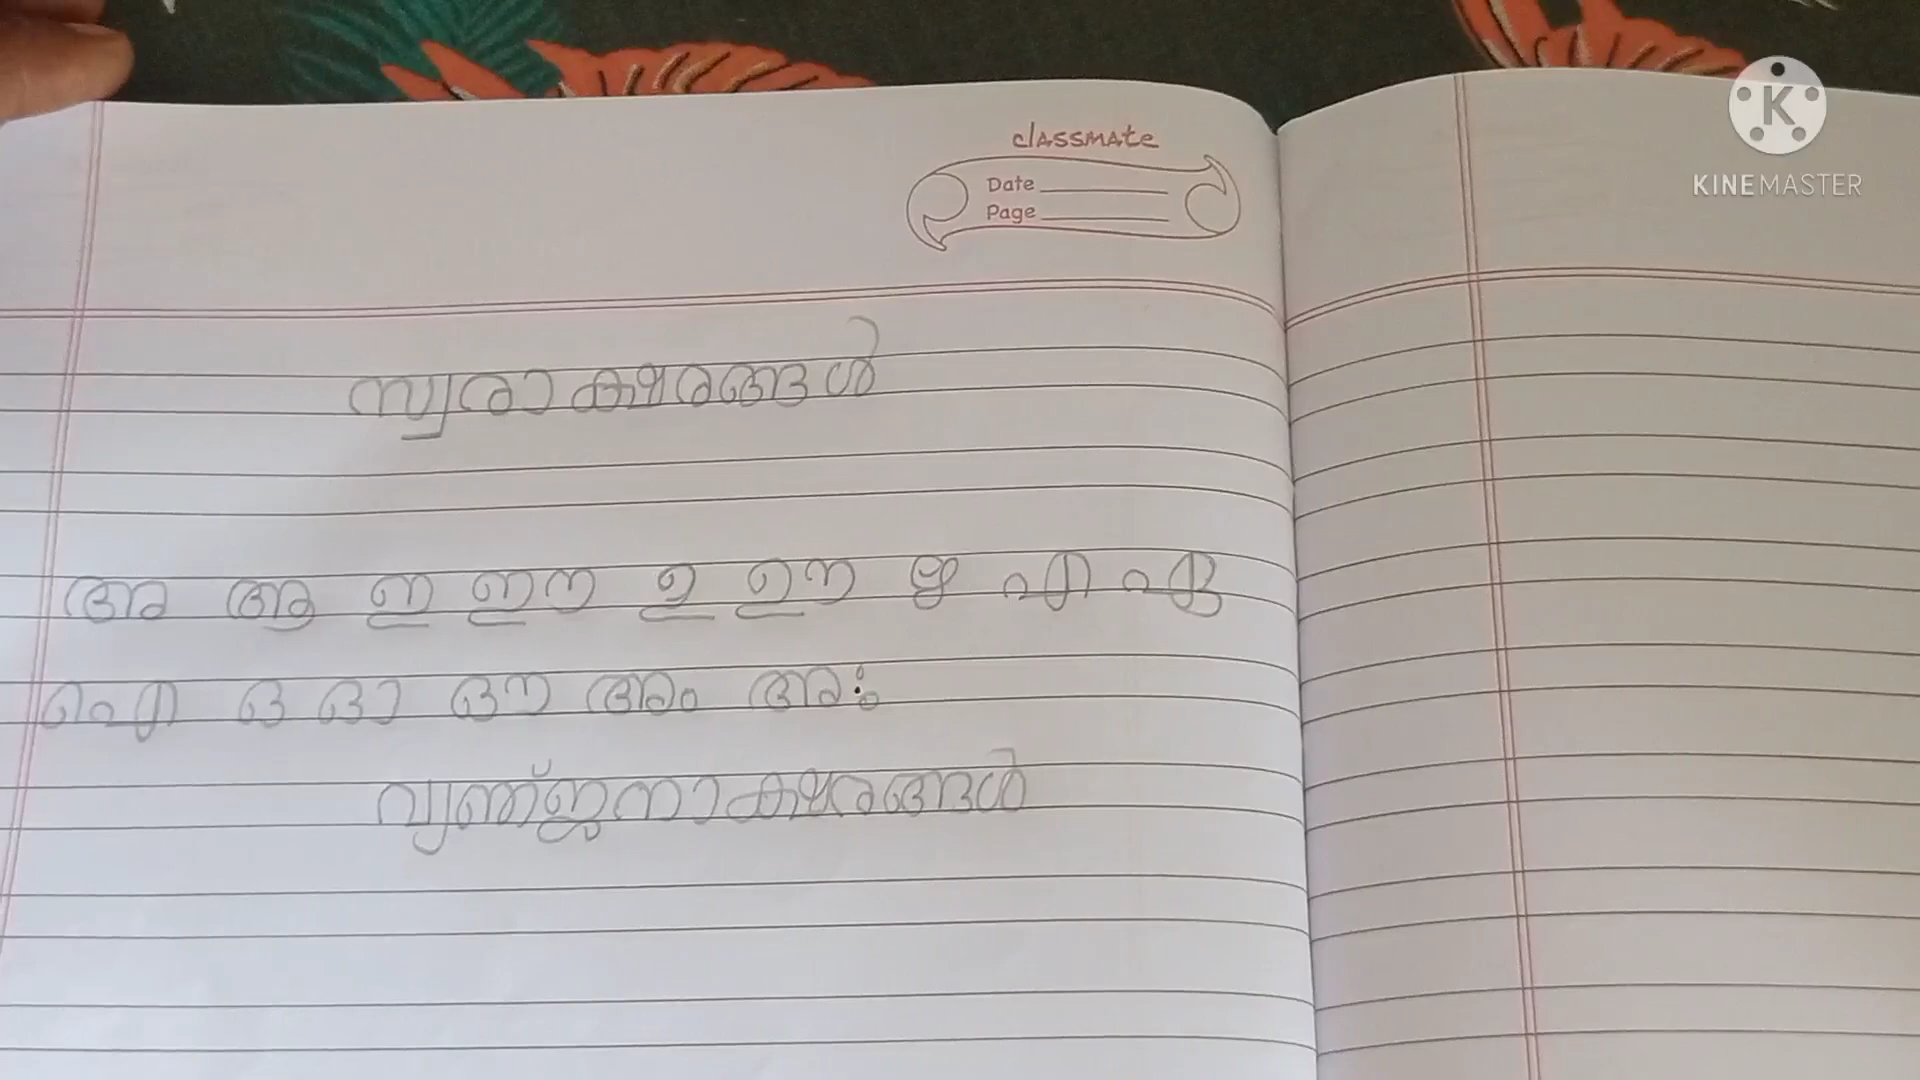 classmate
Date
Page
KINEMASTER
സ്വരാക്ഷരങ്ങൾ
അ ആ ഇ ഈ ഉ ഊ ഋ എ ഏ
ഐ ഒ ഓ ഔ അം അഃ
വ്യഞ്ജനാക്ഷരങ്ങൾ